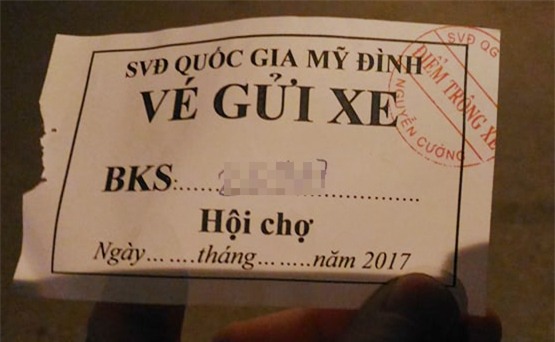 SVĐ QUỐC GIA MỸ ĐÌNH
VÉ GỬI XE
BKS:.....................................
Hội chợ
Ngày... .....tháng... .. ...năm 2017
SVĐ QG
ĐIỂM TRÔNG XE
NGUYỄN CƯỜNG